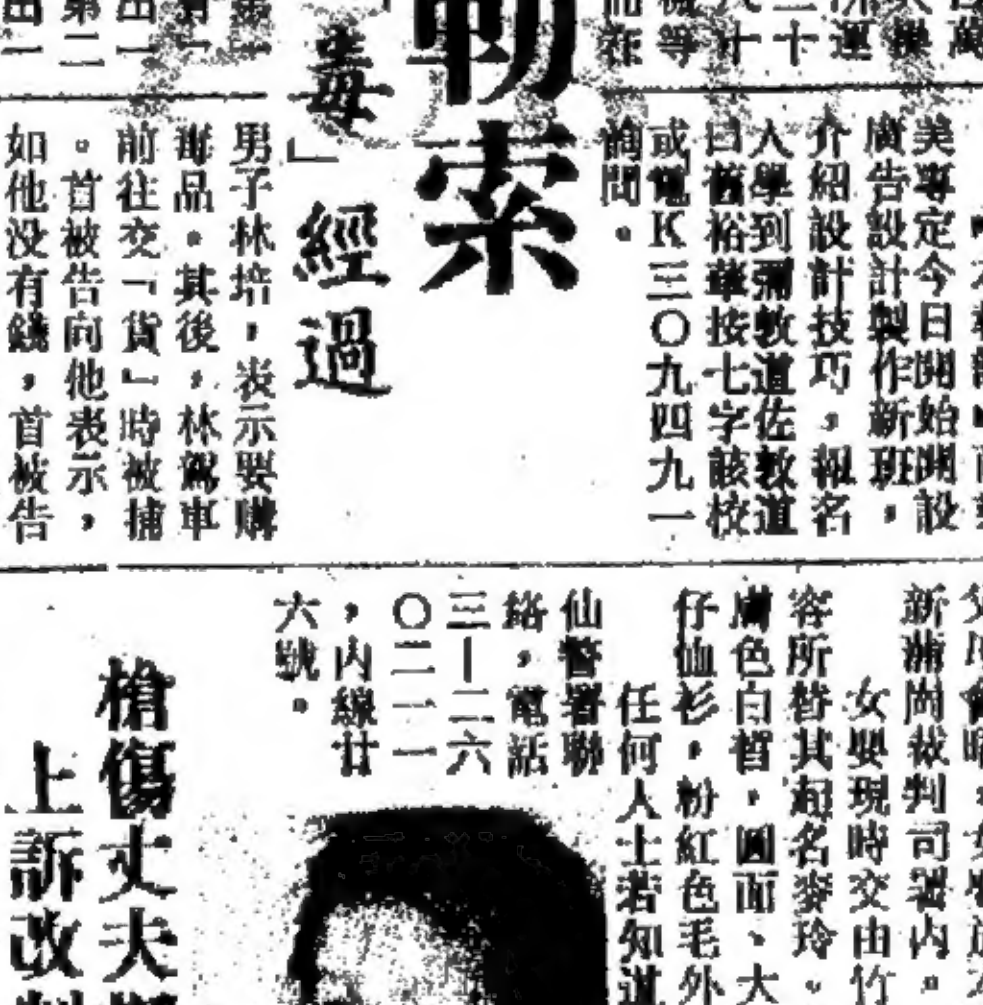 勒索
毒」經過
美專定今日開始開設
廣告設計製作新班，
介紹設計技巧，報名
入學到彌敦道佐敦道
口舊裕華按七字該校
或電K三〇九四九一
詢問。
男子林培，表示要購
毒品。其後，林駕車
前往交「貨」時被捕
。首被告向他表示，
如他没有錢，首被告
新蒲崗裁判司署內。
女嬰現時交由竹
容所替其起名麥玲。
膚色白皙，圓面、大
仔恤衫，粉紅色毛外
任何人士若知道
仙警署聯
絡，電話
三—二六
〇二一一
，內線廿
六號。
槍傷丈夫
上訴改